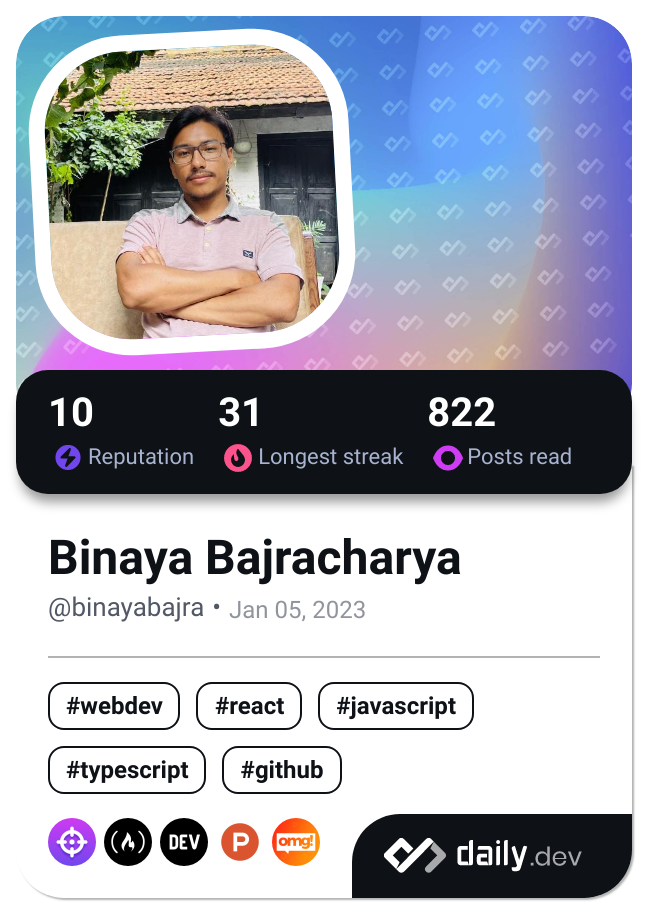 10 31 822
Reputation Longest streak Posts read
Binaya Bajracharya
@binayabajra • Jan 05, 2023
#webdev #react #javascript
#typescript #github
DEV P omg!
daily.dev